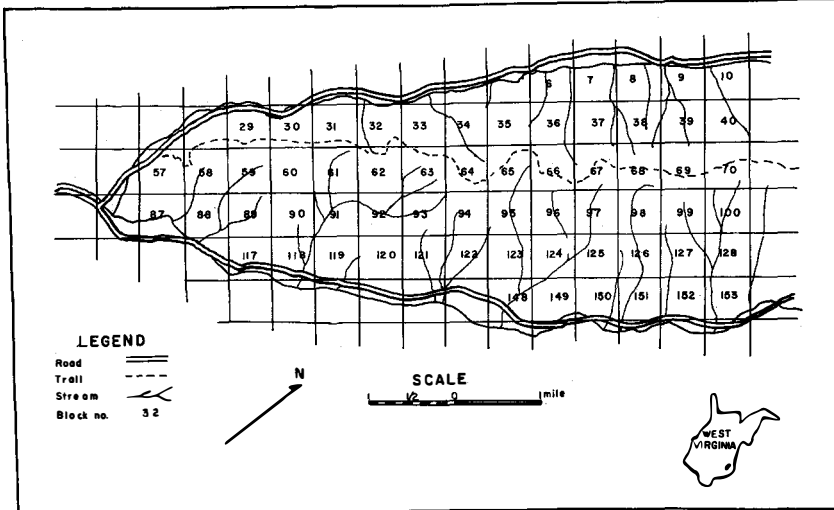 6 7 8 9 10
29 30 31 32 33 34 35 36 37 38 39 40
57 58 59 60 61 62 63 64 65 66 67 68 69 70
87 88 89 90 91 92 93 94 95 96 97 98 99 100
117 118 119 120 121 122 123 124 125 126 127 128
148 149 150 151 152 153
LEGEND
Road
Trail
Stream
Block no. 32
N
SCALE
1 1/2 0 1 mile
WEST
VIRGINIA